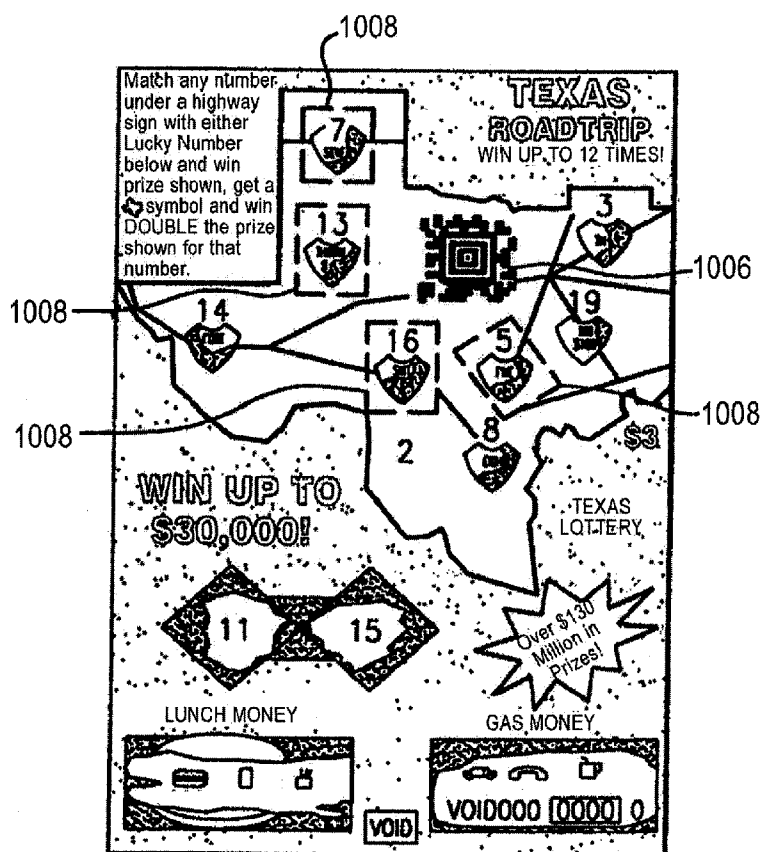 1008
Match any number
under a highway
sign with either
Lucky Number
below and win
prize shown, get a
symbol and win
DOUBLE the prize
shown for that
number.
TEXAS
ROADTRIP
WIN UP TO 12 TIMES!
7
3
13
1006
1008
14
19
16
5
1008
1008
8
2
$3
WIN UP TO
$30,000!
TEXAS
LOTTERY
11
15
Over $130
Million in
Prizes!
LUNCH MONEY
GAS MONEY
VOID000 0000 0
VOID